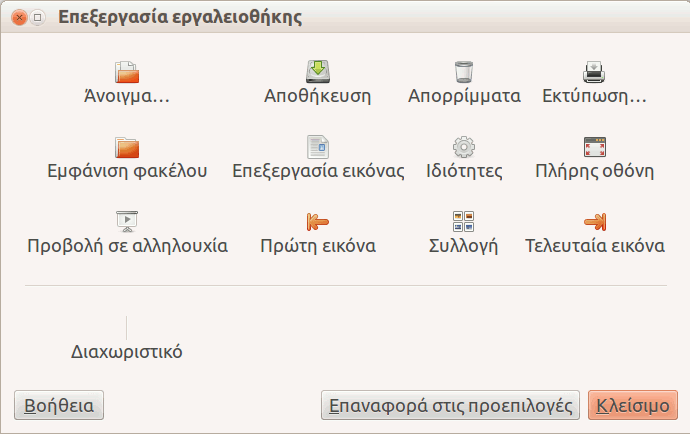 Επεξεργασία εργαλειοθήκης
Άνοιγμα... Αποθήκευση Απορρίμματα Εκτύπωση...
Εμφάνιση φακέλου Επεξεργασία εικόνας Ιδιότητες Πλήρης οθόνη
Προβολή σε αλληλουχία Πρώτη εικόνα Συλλογή Τελευταία εικόνα
Διαχωριστικό
Βοήθεια Επαναφορά στις προεπιλογές Κλείσιμο